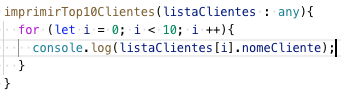 imprimirTop10Clientes(listaClientes : any){
for (let i = 0; i < 10; i ++){
console.log(listaClientes[i].nomeCliente);
}
}